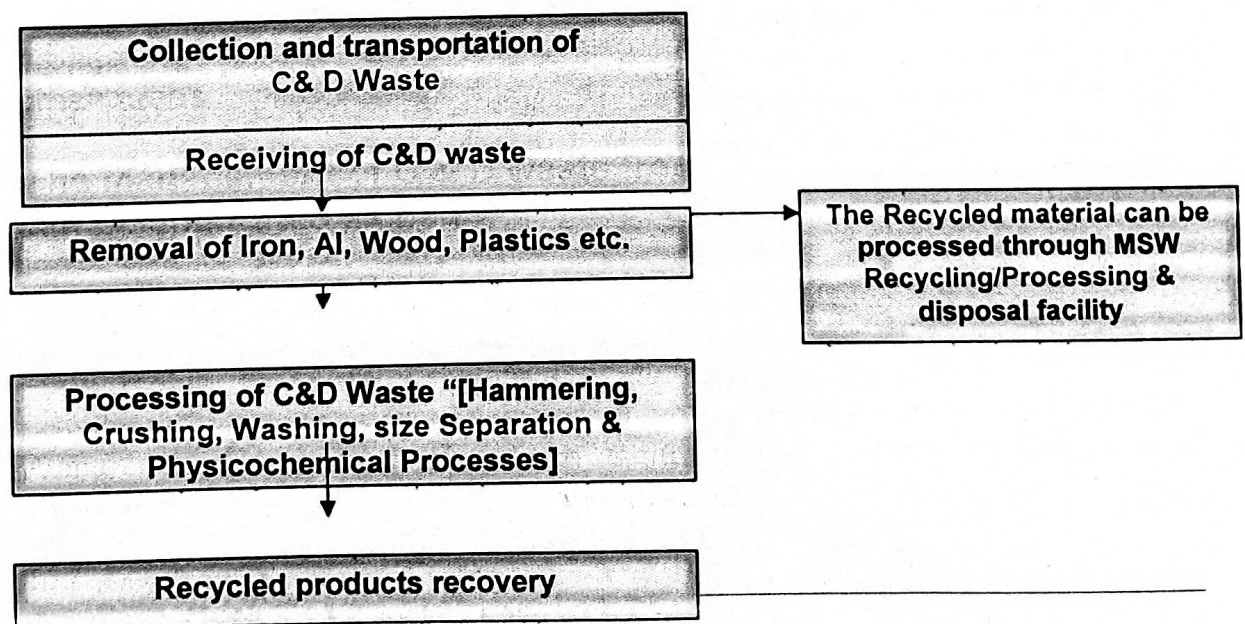 Collection and transportation of
C& D Waste
Receiving of C&D waste
Removal of Iron, Al, Wood, Plastics etc.
The Recycled material can be
processed through MSW
Recycling/Processing &
disposal facility
Processing of C&D Waste “[Hammering,
Crushing, Washing, size Separation &
Physicochemical Processes]
Recycled products recovery